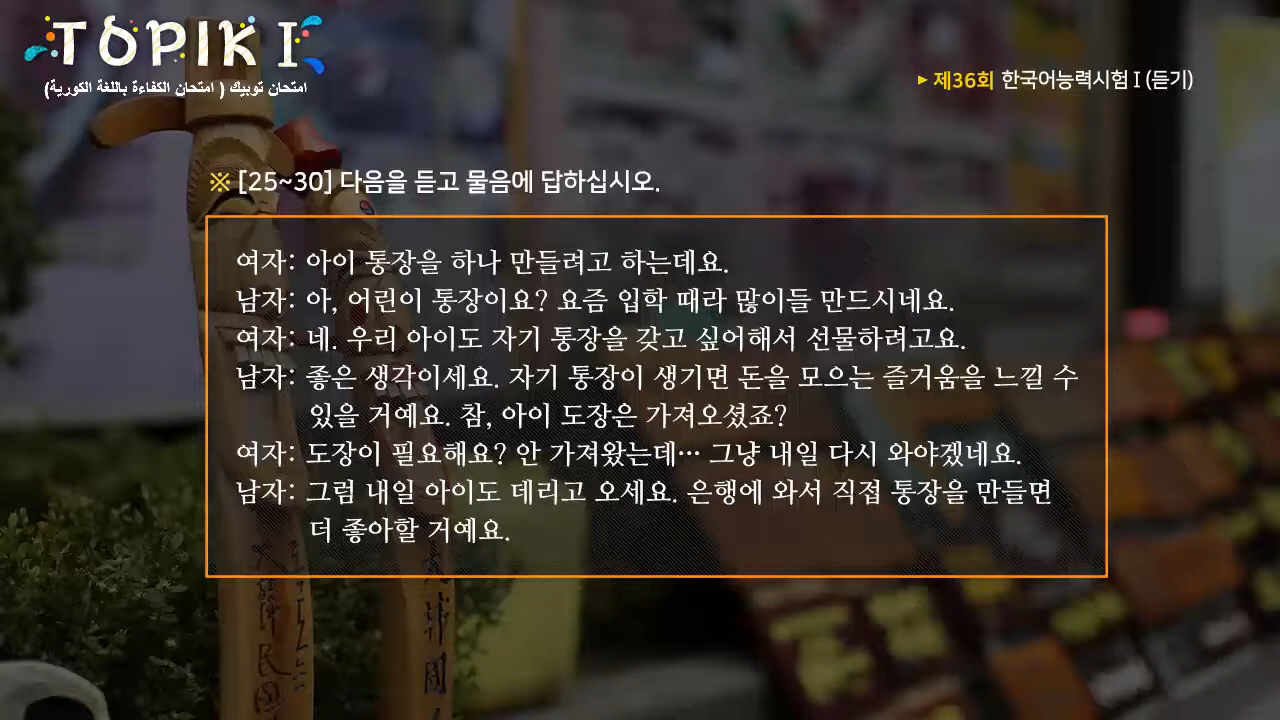 TOPIK I
امتحان توبيك ( امتحان الكفاءة باللغة الكورية)
▸ 제36회 한국어능력시험 I (듣기)
※ [25~30] 다음을 듣고 물음에 답하십시오.
여자: 아이 통장을 하나 만들려고 하는데요.
남자: 아, 어린이 통장이요? 요즘 입학 때라 많이들 만드시네요.
여자: 네. 우리 아이도 자기 통장을 갖고 싶어해서 선물하려고요.
남자: 좋은 생각이세요. 자기 통장이 생기면 돈을 모으는 즐거움을 느낄 수
있을 거예요. 참, 아이 도장은 가져오셨죠?
여자: 도장이 필요해요? 안 가져왔는데… 그냥 내일 다시 와야겠네요.
남자: 그럼 내일 아이도 데리고 오세요. 은행에 와서 직접 통장을 만들면
더 좋아할 거예요.
大韓民國
韓國